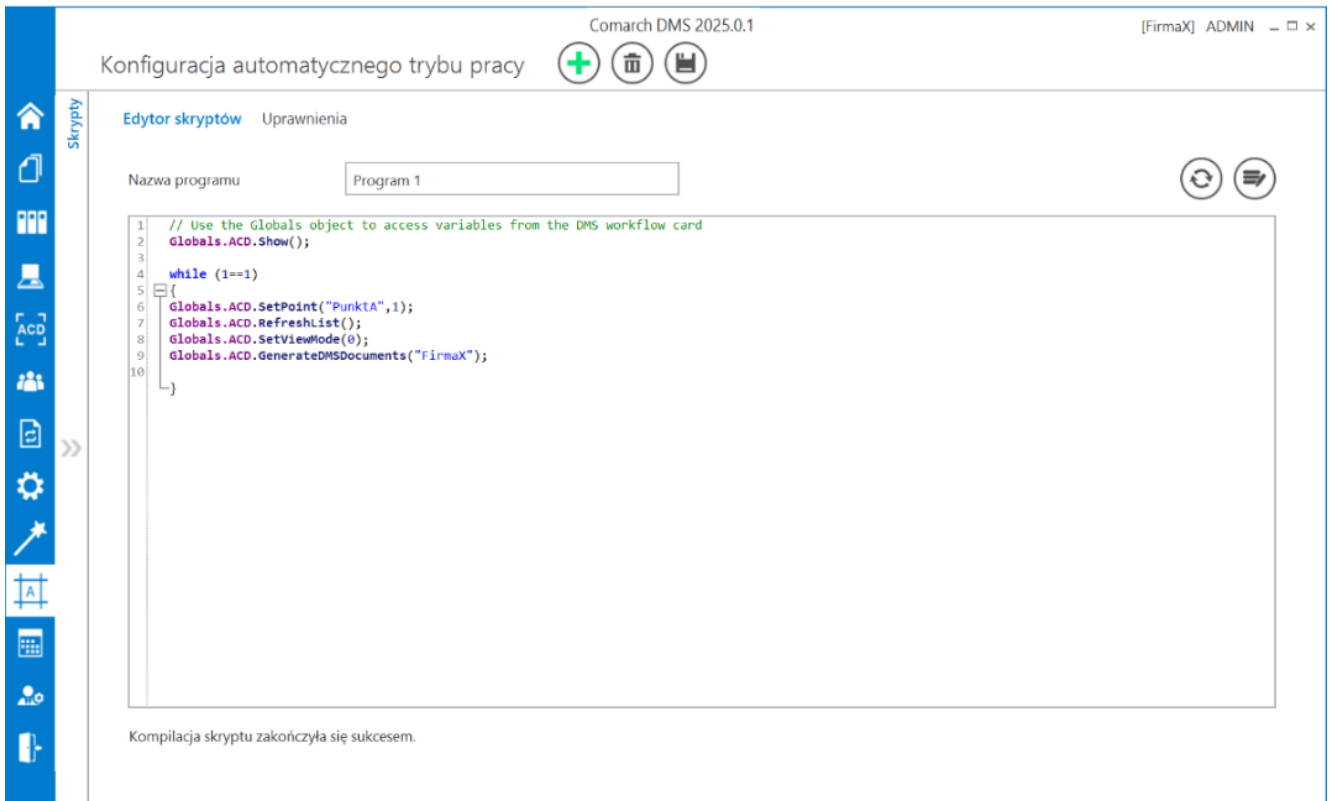 Comarch DMS 2025.0.1
[FirmaX] ADMIN
Konfiguracja automatycznego trybu pracy
Skrypty
Edytor skryptów Uprawnienia
Nazwa programu Program 1
1 // Use the Globals object to access variables from the DMS workflow card
2 Globals.ACD.Show();
3
4 while (1==1)
5 {
6 Globals.ACD.SetPoint("PunktA",1);
7 Globals.ACD.RefreshList();
8 Globals.ACD.SetViewMode(0);
9 Globals.ACD.GenerateDMSDocuments("FirmaX");
10
}
ACD
A
Kompilacja skryptu zakończyła się sukcesem.